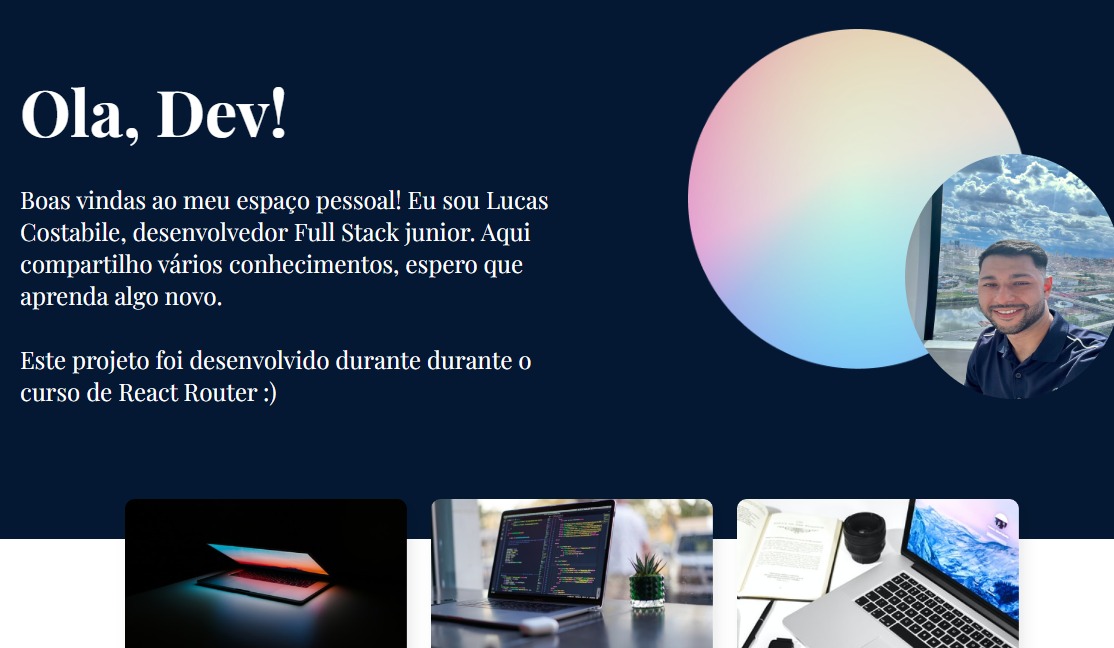 Ola, Dev!
Boas vindas ao meu espaço pessoal! Eu sou Lucas
Costabile, desenvolvedor Full Stack junior. Aqui
compartilho vários conhecimentos, espero que
aprenda algo novo.
Este projeto foi desenvolvido durante durante o
curso de React Router :)